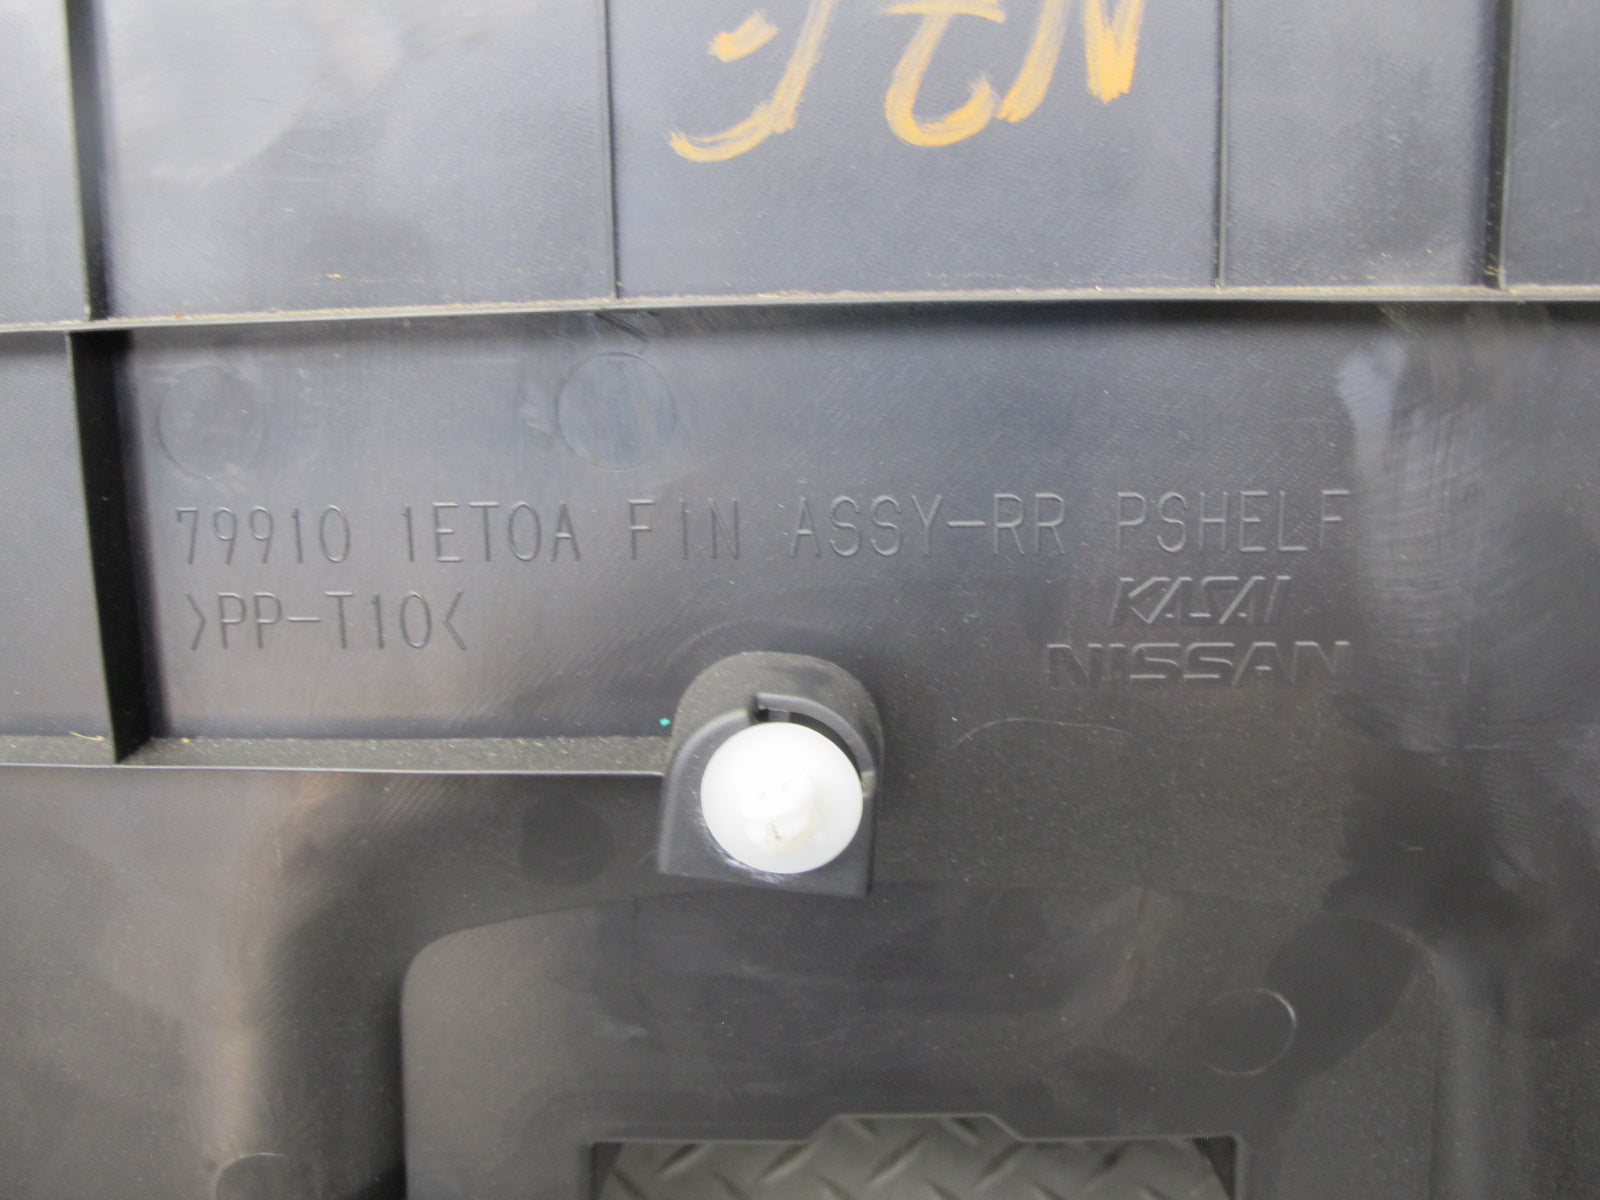 79910 1ET0A FIN ASSY-RR PSHELF
>PP-T10<
KASAI
NISSAN